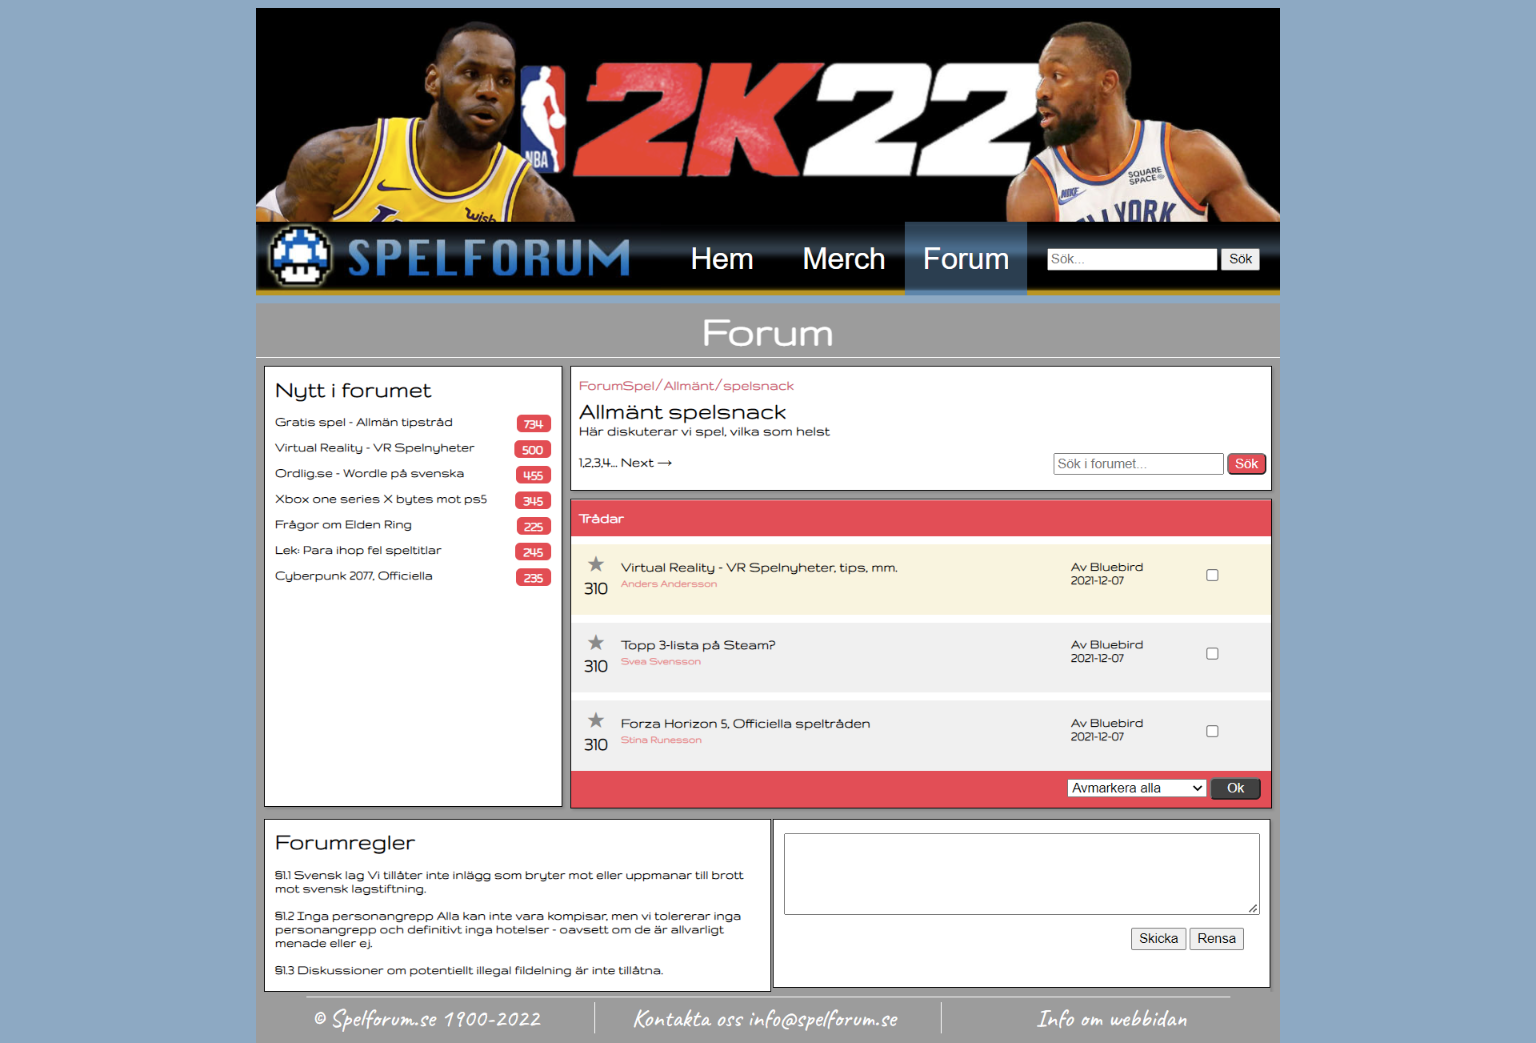 NBA
2K22
wish
NIKE
SQUARE
SPACE
SPELFORUM
Hem
Merch
Forum
Sök...
Sök
Forum
Nytt i forumet
Gratis spel - Allmän tipstråd 734
Virtual Reality - VR Spelnyheter 500
Ordlig.se - Wordle på svenska 455
Xbox one series X bytes mot ps5 345
Frågor om Elden Ring 225
Lek: Para ihop fel speltitlar 245
Cyberpunk 2077, Officiella 235
ForumSpel/Allmänt/spelsnack
Allmänt spelsnack
Här diskuterar vi spel, vilka som helst
1,2,3,4... Next →
Sök i forumet...
Sök
Trådar
★
310
Virtual Reality - VR Spelnyheter, tips, mm.
Anders Andersson
Av Bluebird
2021-12-07
★
310
Topp 3-lista på Steam?
Svea Svensson
Av Bluebird
2021-12-07
★
310
Forza Horizon 5, Officiella speltråden
Stina Runesson
Av Bluebird
2021-12-07
Avmarkera alla
Ok
Forumregler
§1.1 Svensk lag Vi tillåter inte inlägg som bryter mot eller uppmanar till brott
mot svensk lagstiftning.
§1.2 Inga personangrepp Alla kan inte vara kompisar, men vi tolererar inga
personangrepp och definitivt inga hotelser - oavsett om de är allvarligt
menade eller ej.
§1.3 Diskussioner om potentiellt illegal fildelning är inte tillåtna.
Skicka
Rensa
© Spelforum.se 1900-2022
Kontakta oss info@spelforum.se
Info om webbidan